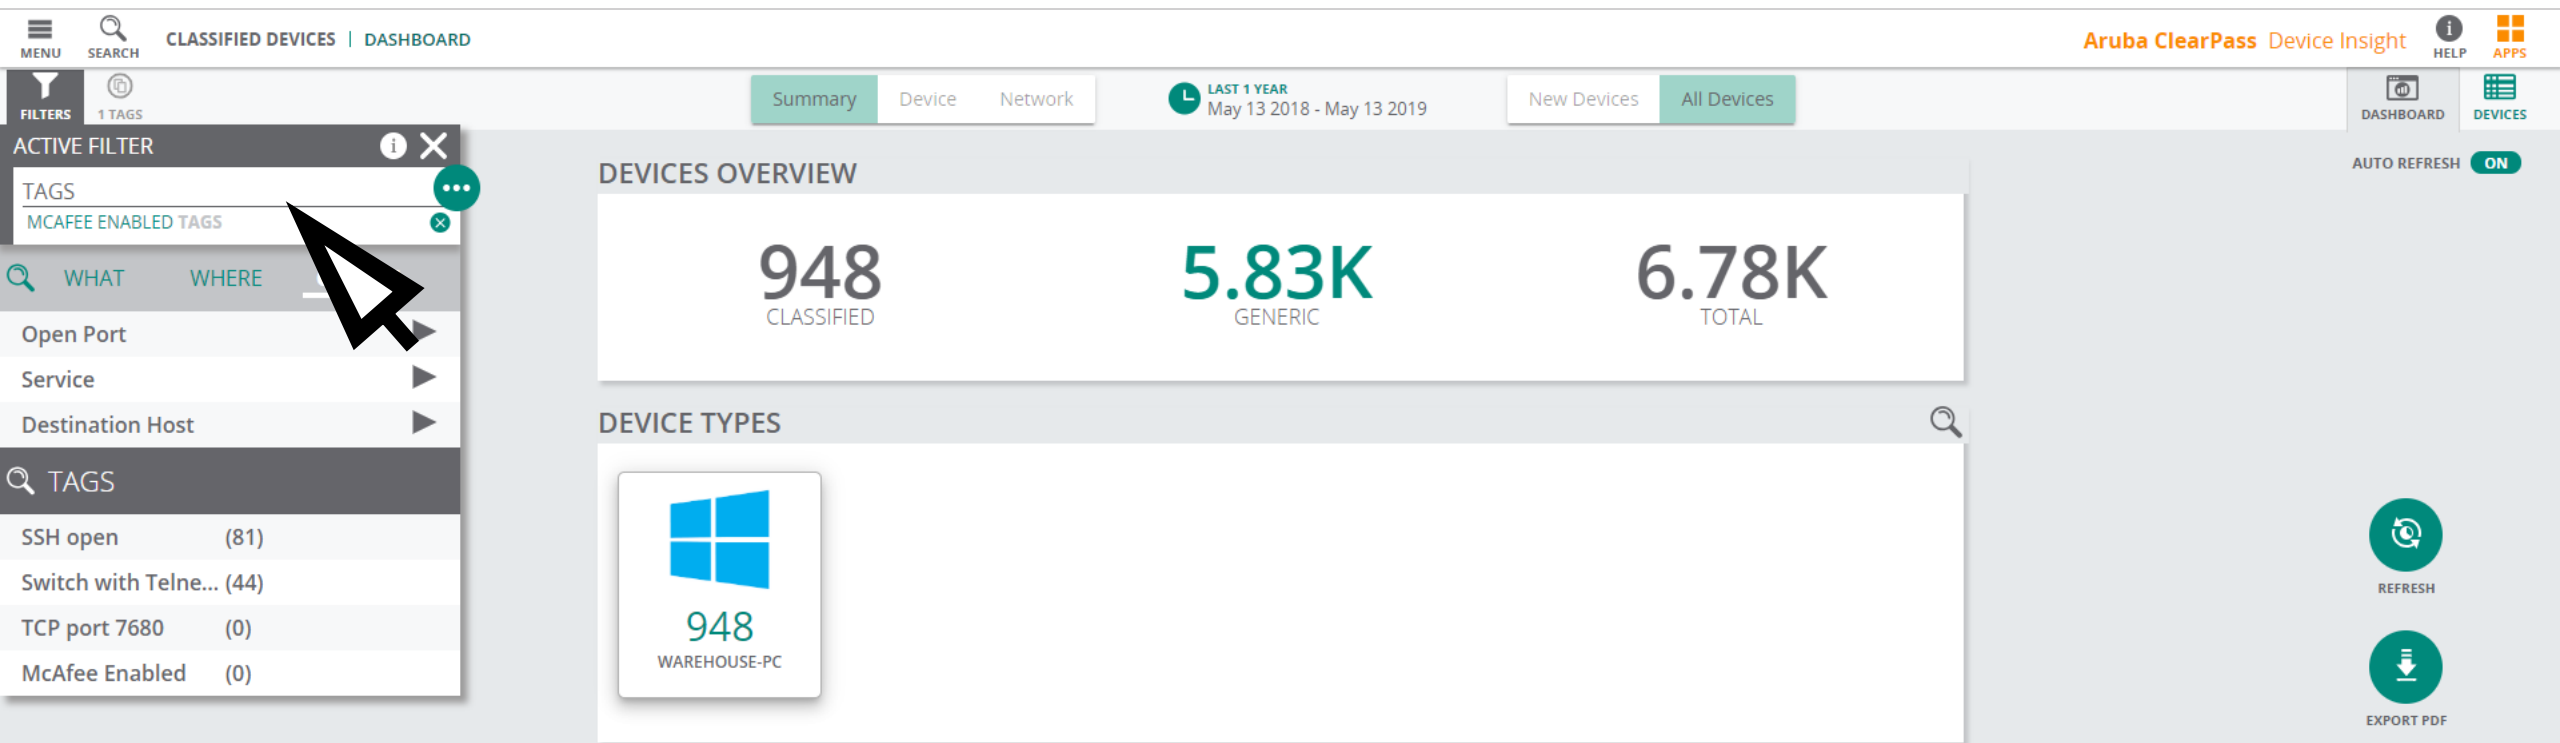 MENU
SEARCH
CLASSIFIED DEVICES | DASHBOARD
Aruba ClearPass Device Insight
HELP
APPS
FILTERS
1 TAGS
Summary
Device
Network
LAST 1 YEAR
May 13 2018 - May 13 2019
New Devices
All Devices
DASHBOARD
DEVICES
ACTIVE FILTER
TAGS
MCAFEE ENABLED TAGS
WHAT
WHERE
Open Port
Service
Destination Host
TAGS
SSH open (81)
Switch with Telne... (44)
TCP port 7680 (0)
McAfee Enabled (0)
DEVICES OVERVIEW
948
CLASSIFIED
5.83K
GENERIC
6.78K
TOTAL
DEVICE TYPES
948
WAREHOUSE-PC
AUTO REFRESH ON
REFRESH
EXPORT PDF